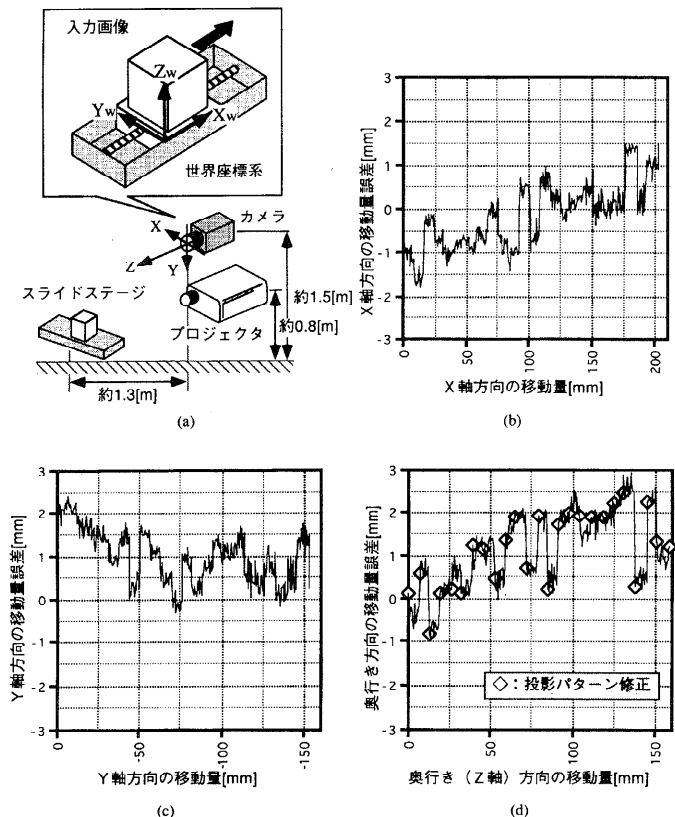 入力画像
Zw
Yw
Xw
世界座標系
カメラ
X
Z
Y
スライドステージ
プロジェクタ
約1.5[m]
約0.8[m]
約1.3[m]
(a)
X軸方向の移動量誤差[mm]
3
2
1
0
-1
-2
-3
0
50
100
150
200
X軸方向の移動量[mm]
(b)
Y軸方向の移動量誤差[mm]
3
2
1
0
-1
-2
-3
0
-50
-100
-150
Y軸方向の移動量[mm]
(c)
奥行き方向の移動量誤差[mm]
3
2
1
0
-1
-2
-3
◇:投影パターン修正
0
50
100
150
奥行き(Z軸)方向の移動量[mm]
(d)